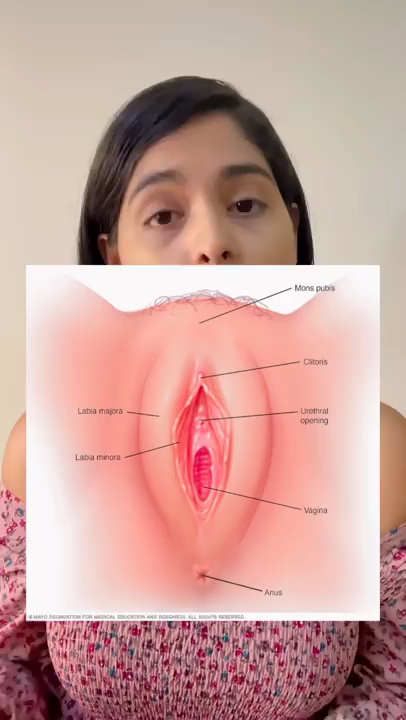 Mons pubis
Clitoris
Labia majora
Urethral
opening
Labia minora
Vagina
Anus
© MAYO FOUNDATION FOR MEDICAL EDUCATION AND RESEARCH. ALL RIGHTS RESERVED.